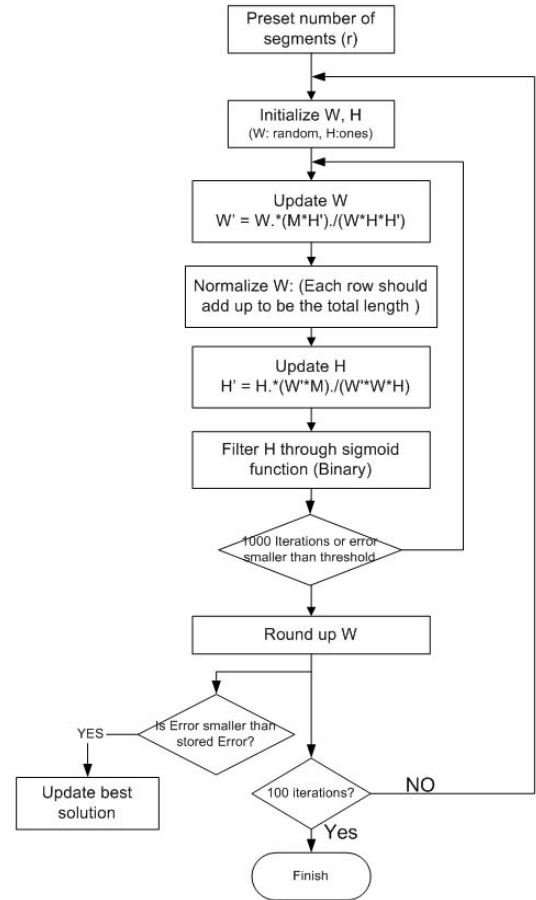 Preset number of
segments (r)
Initialize W, H
(W: random, H:ones)
Update W
W' = W.*(M*H')./(W*H*H')
Normalize W: (Each row should
add up to be the total length )
Update H
H' = H.*(W'*M)./(W'*W*H)
Filter H through sigmoid
function (Binary)
1000 Iterations or error
smaller than threshold
Round up W
Is Error smaller than
stored Error?
YES
Update best
solution
100 iterations?
NO
Yes
Finish